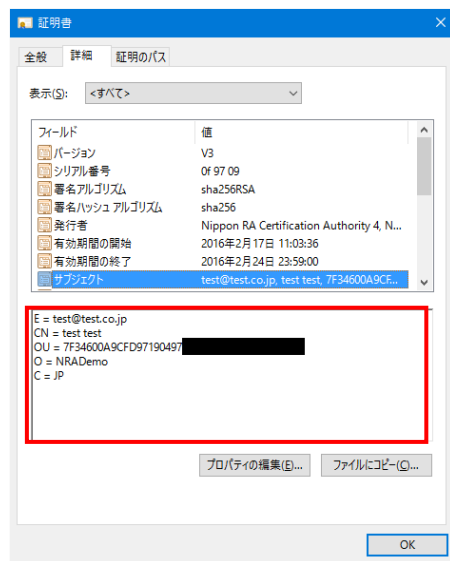 証明書
全般 詳細 証明のパス
表示(S): <すべて>
フィールド 値
バージョン V3
シリアル番号 0f 97 09
署名アルゴリズム sha256RSA
署名ハッシュ アルゴリズム sha256
発行者 Nippon RA Certification Authority 4, N...
有効期間の開始 2016年2月17日 11:03:36
有効期間の終了 2016年2月24日 23:59:00
サブジェクト test@test.co.jp, test test, 7F34600A9CF...
E = test@test.co.jp
CN = test test
OU = 7F34600A9CFD97190497
O = NRADemo
C = JP
プロパティの編集(E)... ファイルにコピー(C)...
OK